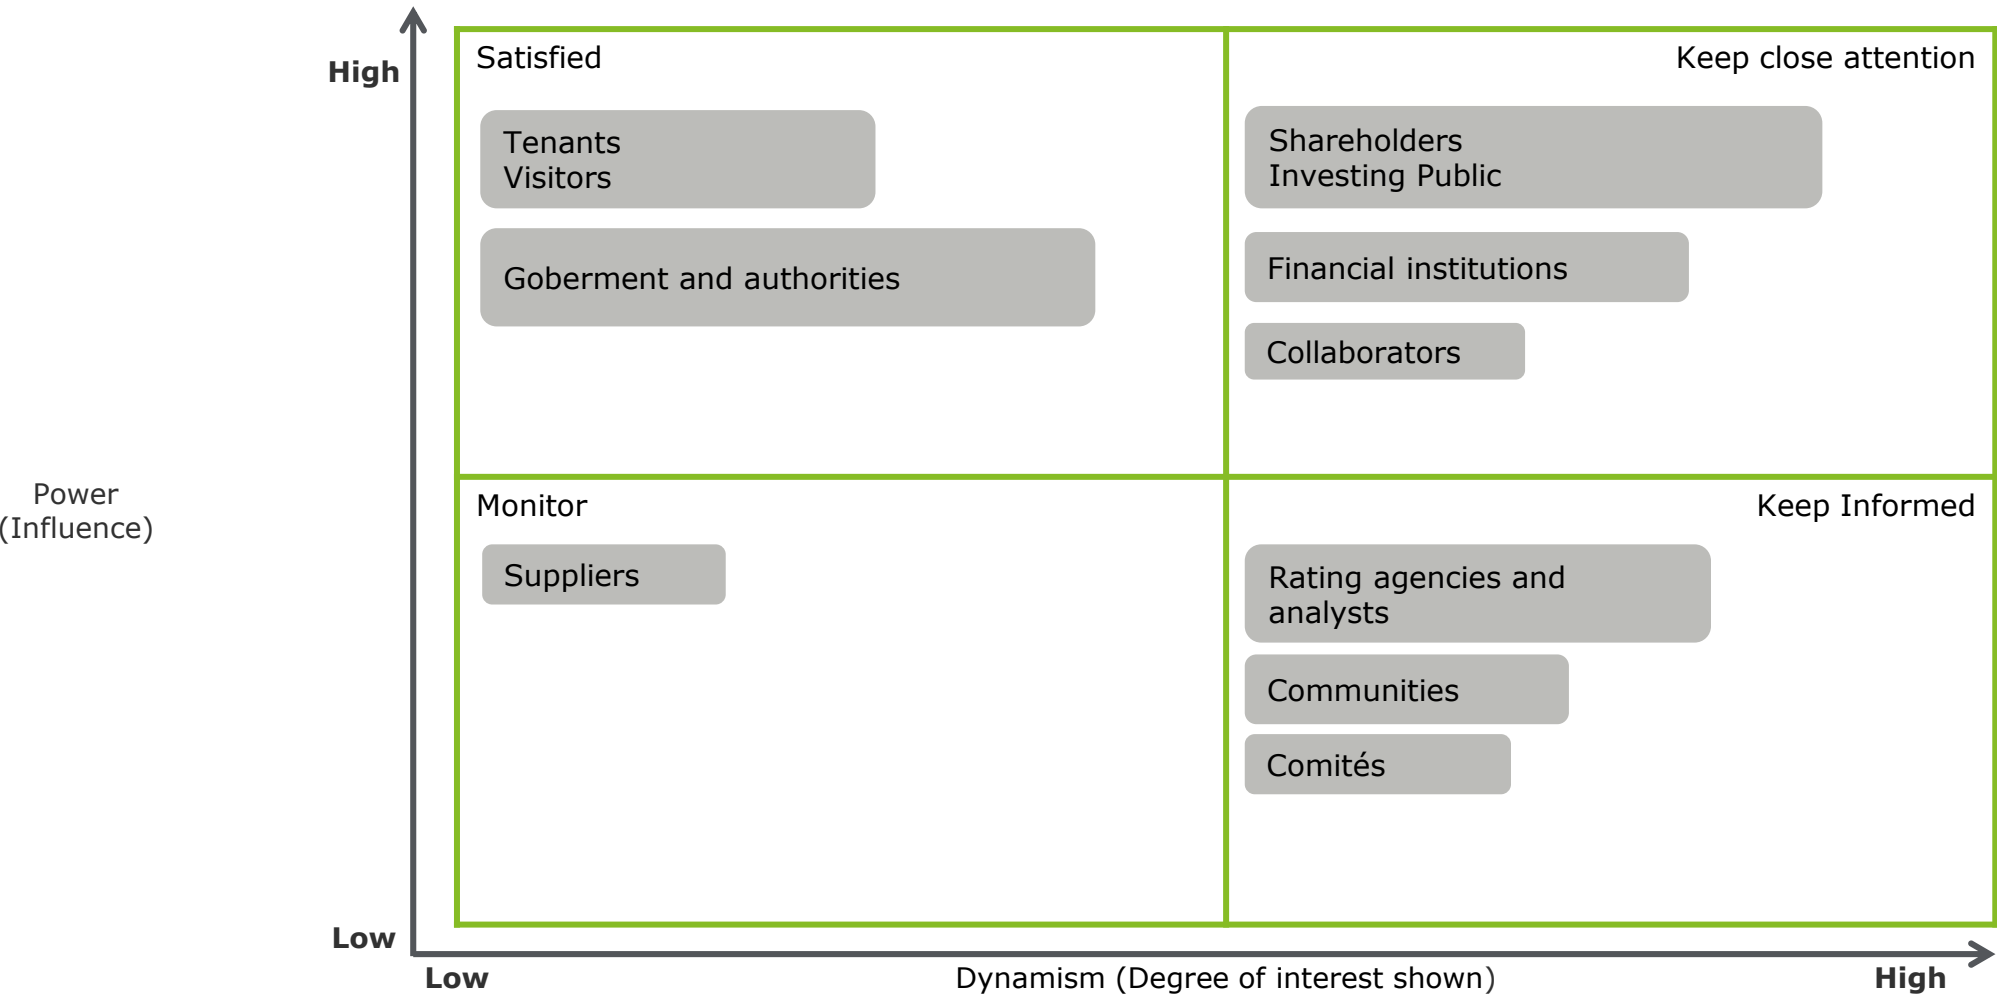 High
Satisfied
Keep close attention
Tenants
Visitors
Shareholders
Investing Public
Goberment and authorities
Financial institutions
Collaborators
Power
(Influence)
Monitor
Keep Informed
Suppliers
Rating agencies and
analysts
Communities
Comités
Low
Low
Dynamism (Degree of interest shown)
High